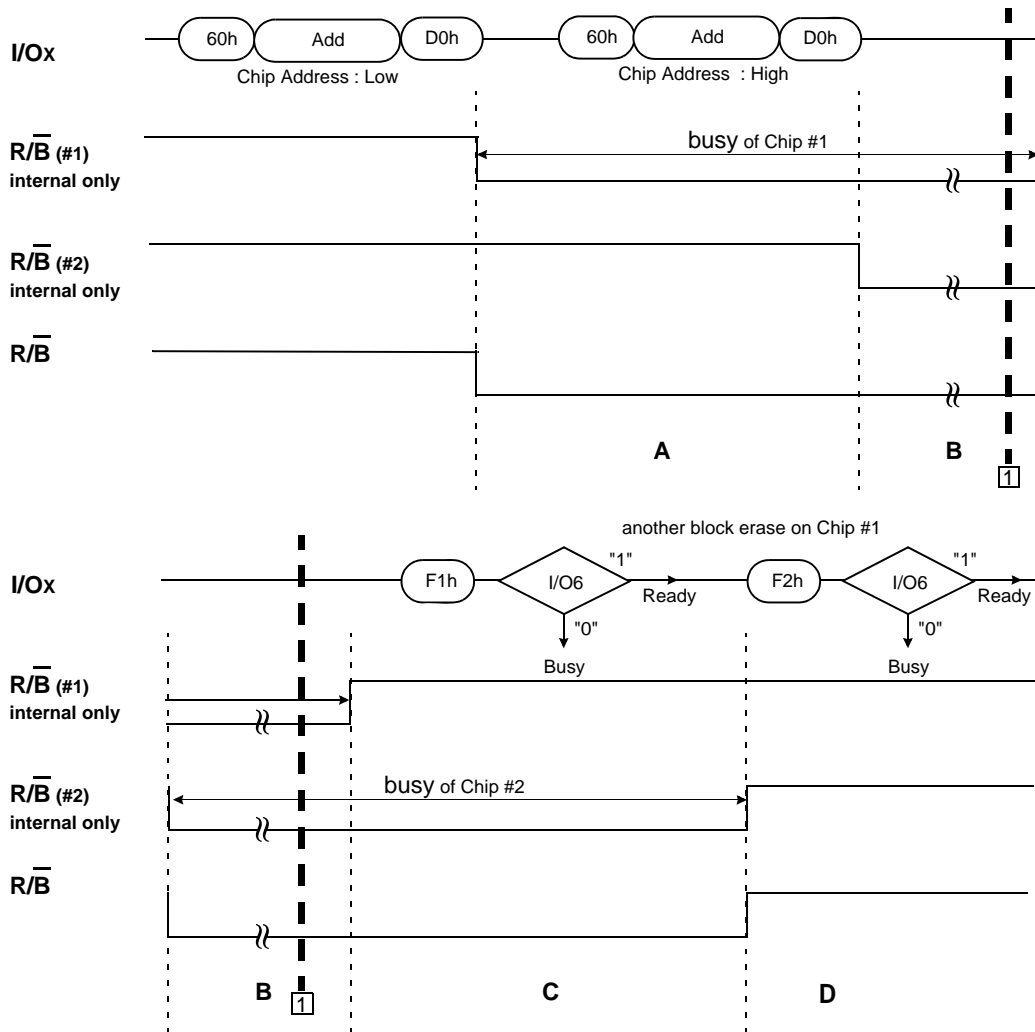 I/Ox
60h Add D0h 60h Add D0h
Chip Address : Low Chip Address : High
R/B̅ (#1)
internal only
busy of Chip #1
R/B̅ (#2)
internal only
R/B̅
A B
1
another block erase on Chip #1
I/Ox
F1h I/O6 "1" Ready F2h I/O6 "1" Ready
"0" "0"
Busy Busy
R/B̅ (#1)
internal only
R/B̅ (#2)
internal only
busy of Chip #2
R/B̅
B 1 C D